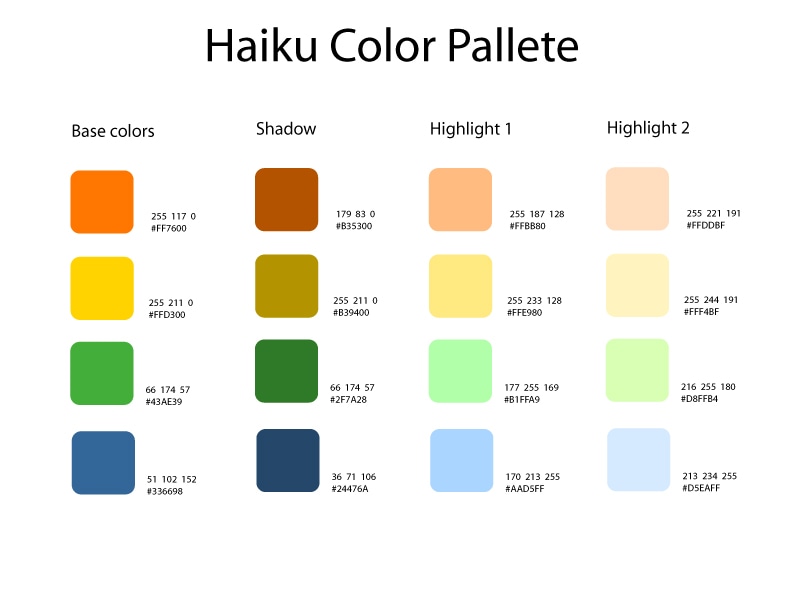 Haiku Color Pallete
Base colors
Shadow
Highlight 1
Highlight 2
255 117 0
#FF7600
179 83 0
#B35300
255 187 128
#FFBB80
255 221 191
#FFDDBF
255 211 0
#FFD300
255 211 0
#B39400
255 233 128
#FFE980
255 244 191
#FFF4BF
66 174 57
#43AE39
66 174 57
#2F7A28
177 255 169
#B1FFA9
216 255 180
#D8FFB4
51 102 152
#336698
36 71 106
#24476A
170 213 255
#AAD5FF
213 234 255
#D5EAFF